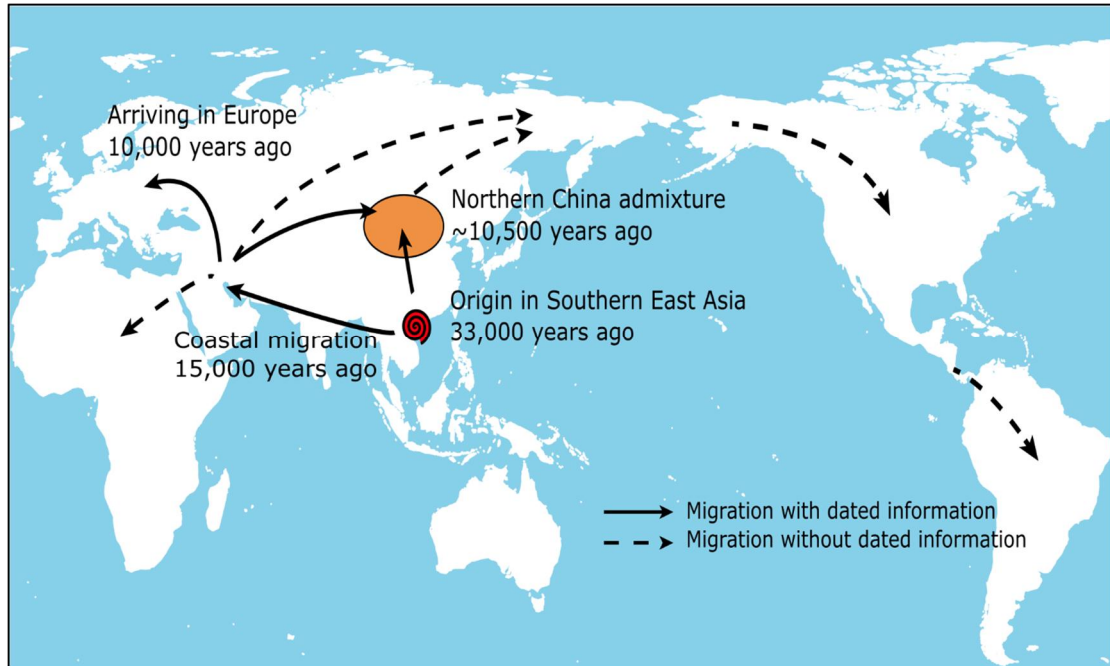 Arriving in Europe
10,000 years ago
Northern China admixture
~10,500 years ago
Origin in Southern East Asia
33,000 years ago
Coastal migration
15,000 years ago
Migration with dated information
Migration without dated information